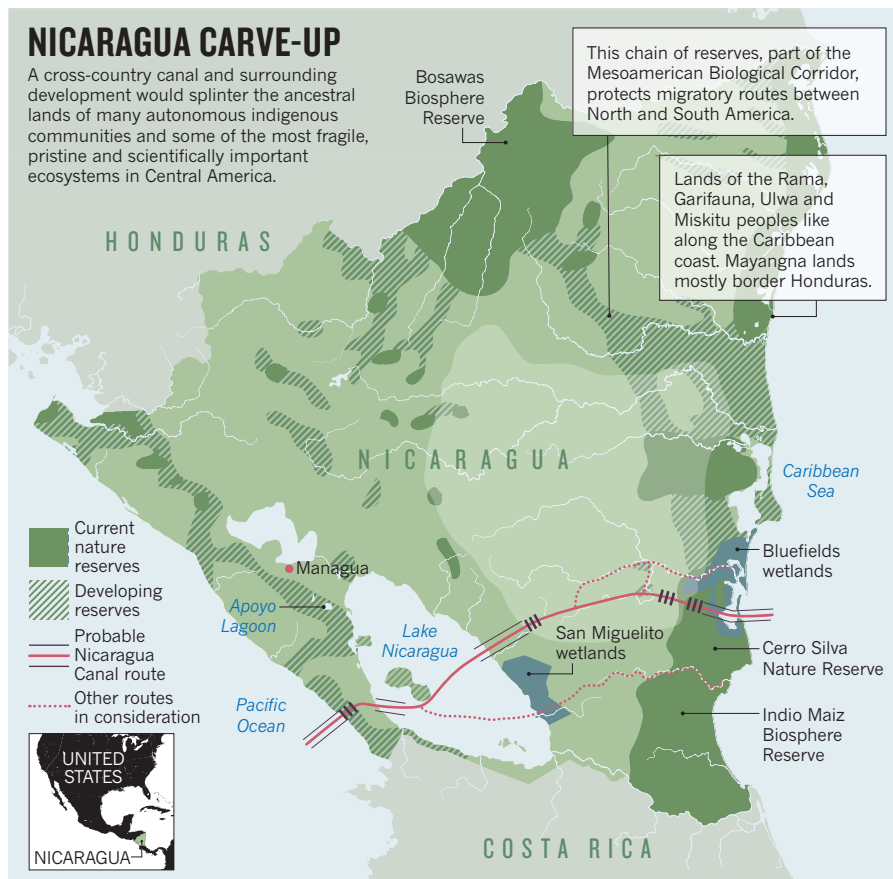 NICARAGUA CARVE-UP
A cross-country canal and surrounding
development would splinter the ancestral
lands of many autonomous indigenous
communities and some of the most fragile,
pristine and scientifically important
ecosystems in Central America.
Bosawas
Biosphere
Reserve
This chain of reserves, part of the
Mesoamerican Biological Corridor,
protects migratory routes between
North and South America.
Lands of the Rama,
Garifauna, Ulwa and
Miskitu peoples like
along the Caribbean
coast. Mayangna lands
mostly border Honduras.
HONDURAS
NICARAGUA
Caribbean
Sea
Current
nature
reserves
Developing
reserves
Probable
Nicaragua
Canal route
Other routes
in consideration
Managua
Apoyo
Lagoon
Lake
Nicaragua
Pacific
Ocean
San Miguelito
wetlands
Bluefields
wetlands
Cerro Silva
Nature Reserve
Indio Maiz
Biosphere
Reserve
UNITED
STATES
NICARAGUA
COSTA RICA